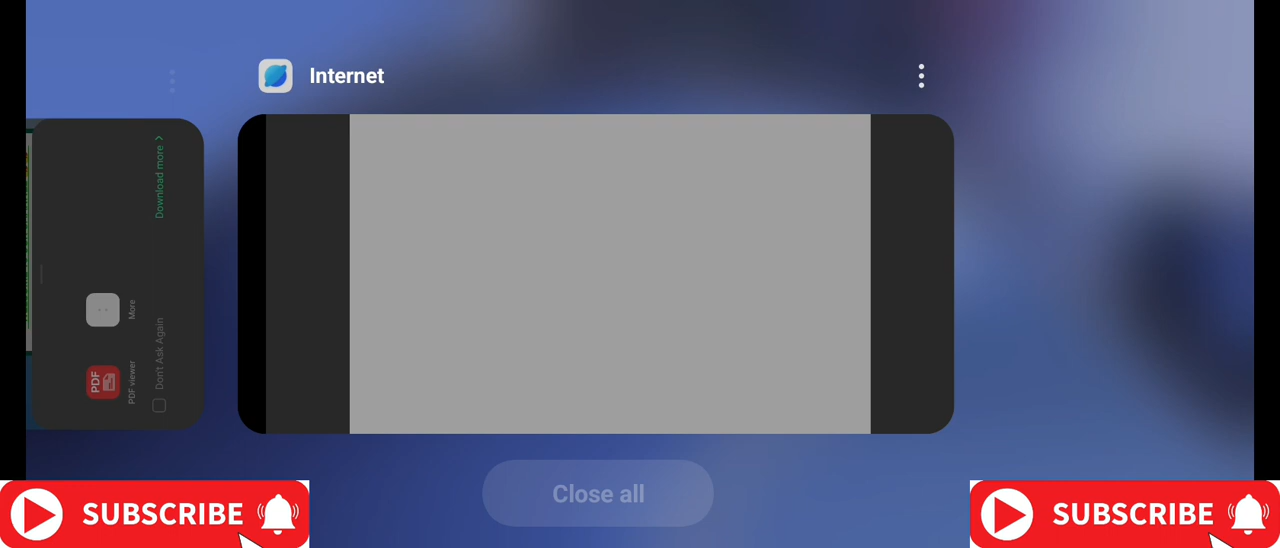 Internet
Download more >
More
PDF
PDF viewer
Don't Ask Again
Close all
SUBSCRIBE
SUBSCRIBE